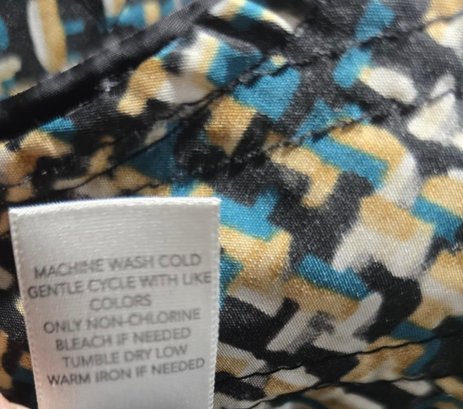 MACHINE WASH COLD
GENTLE CYCLE WITH LIKE
COLORS
ONLY NON-CHLORINE
BLEACH IF NEEDED
TUMBLE DRY LOW
WARM IRON IF NEEDED